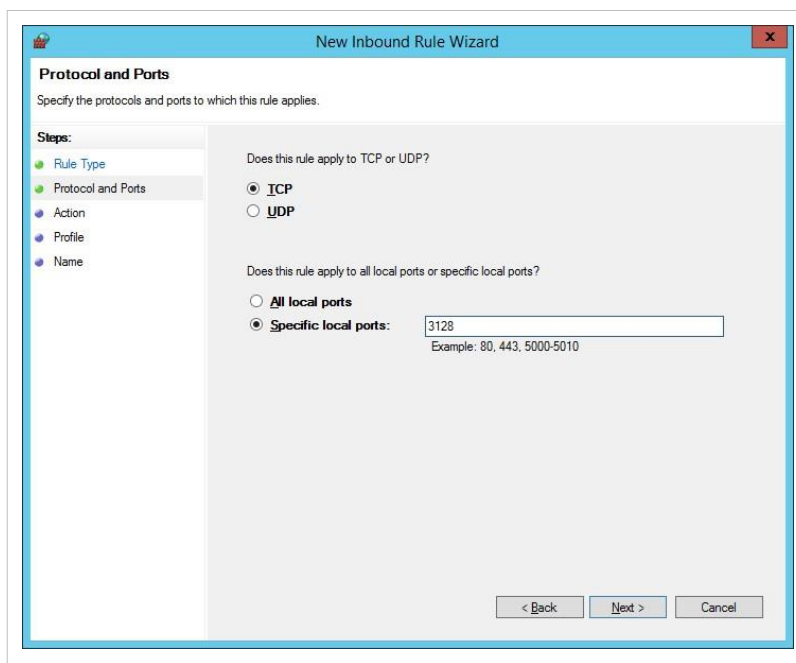 New Inbound Rule Wizard
x
Protocol and Ports
Specify the protocols and ports to which this rule applies.
Steps:
Rule Type
Protocol and Ports
Action
Profile
Name
Does this rule apply to TCP or UDP?
TCP
UDP
Does this rule apply to all local ports or specific local ports?
All local ports
Specific local ports: 3128
Example: 80, 443, 5000-5010
< Back Next > Cancel